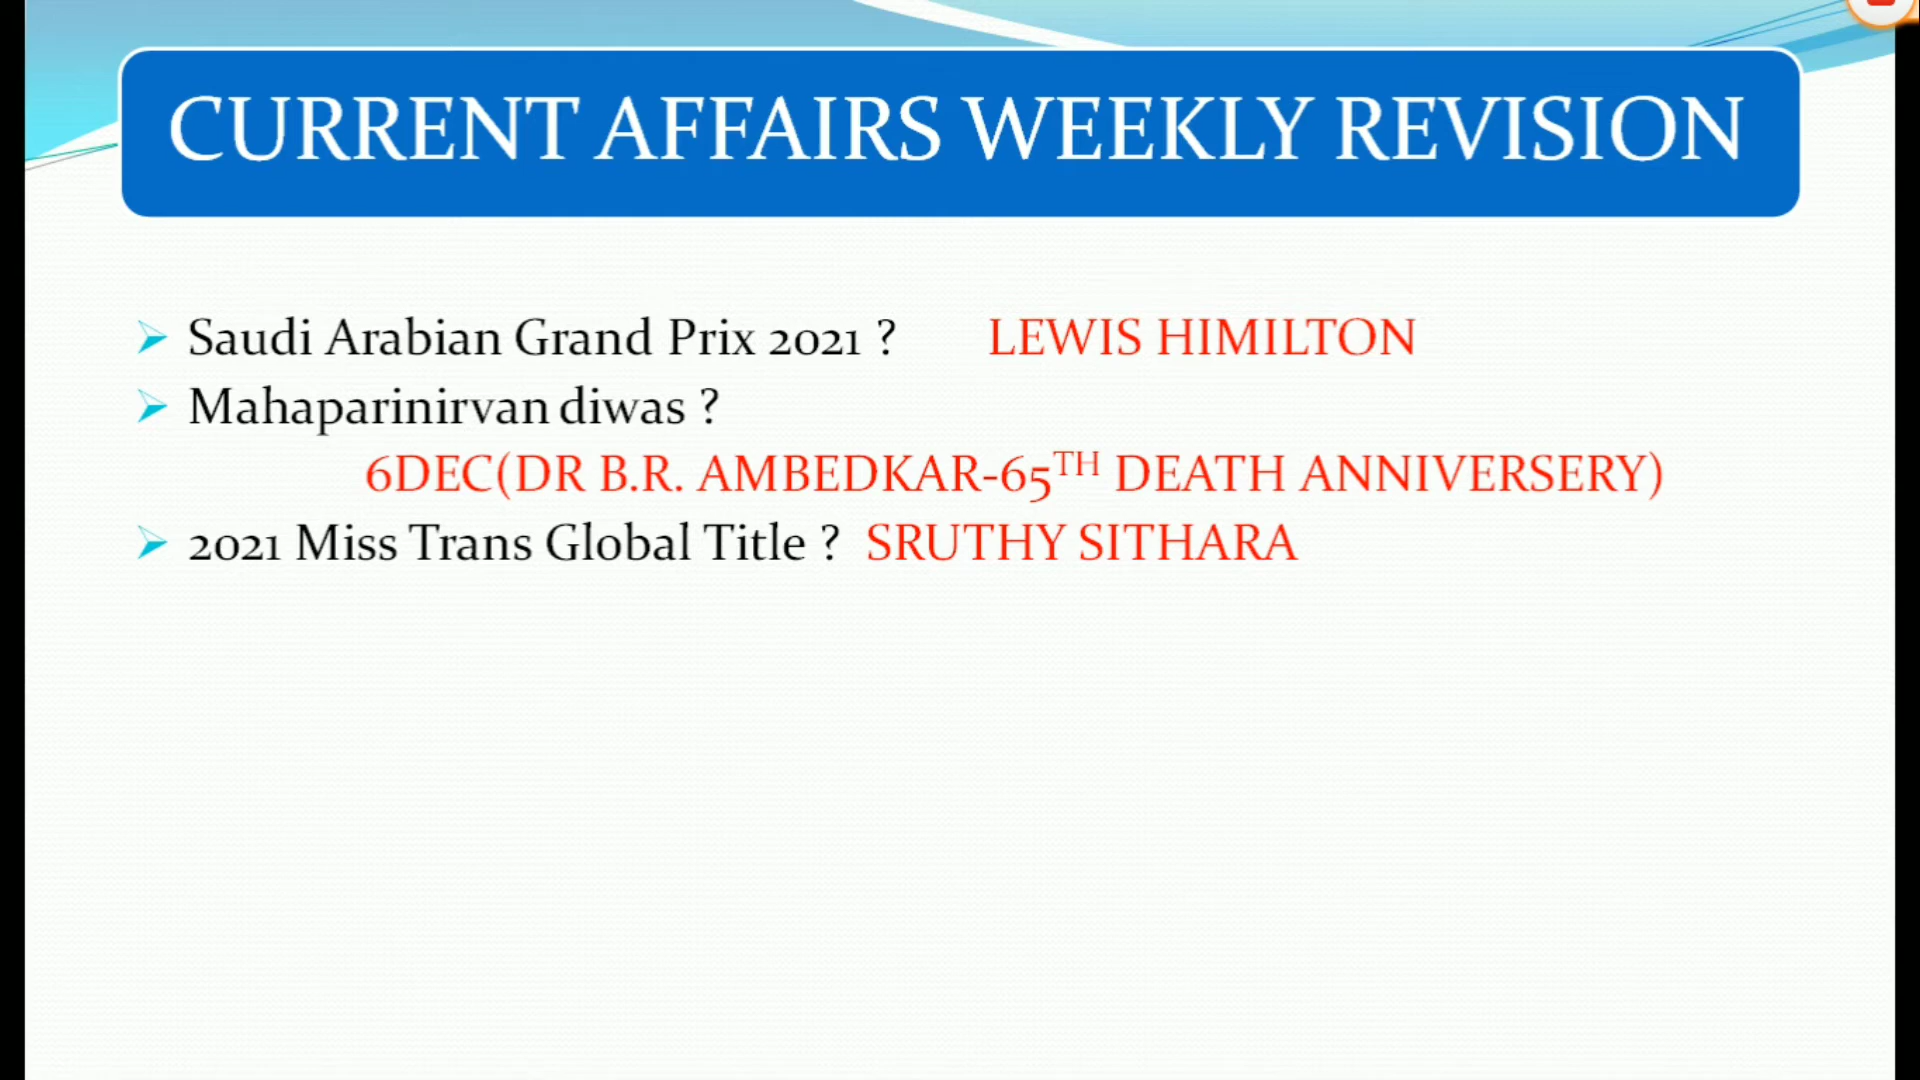 CURRENT AFFAIRS WEEKLY REVISION
Saudi Arabian Grand Prix 2021 ? LEWIS HIMILTON
Mahaparinirvan diwas ?
6DEC(DR B.R. AMBEDKAR-65TH DEATH ANNIVERSERY)
2021 Miss Trans Global Title ? SRUTHY SITHARA